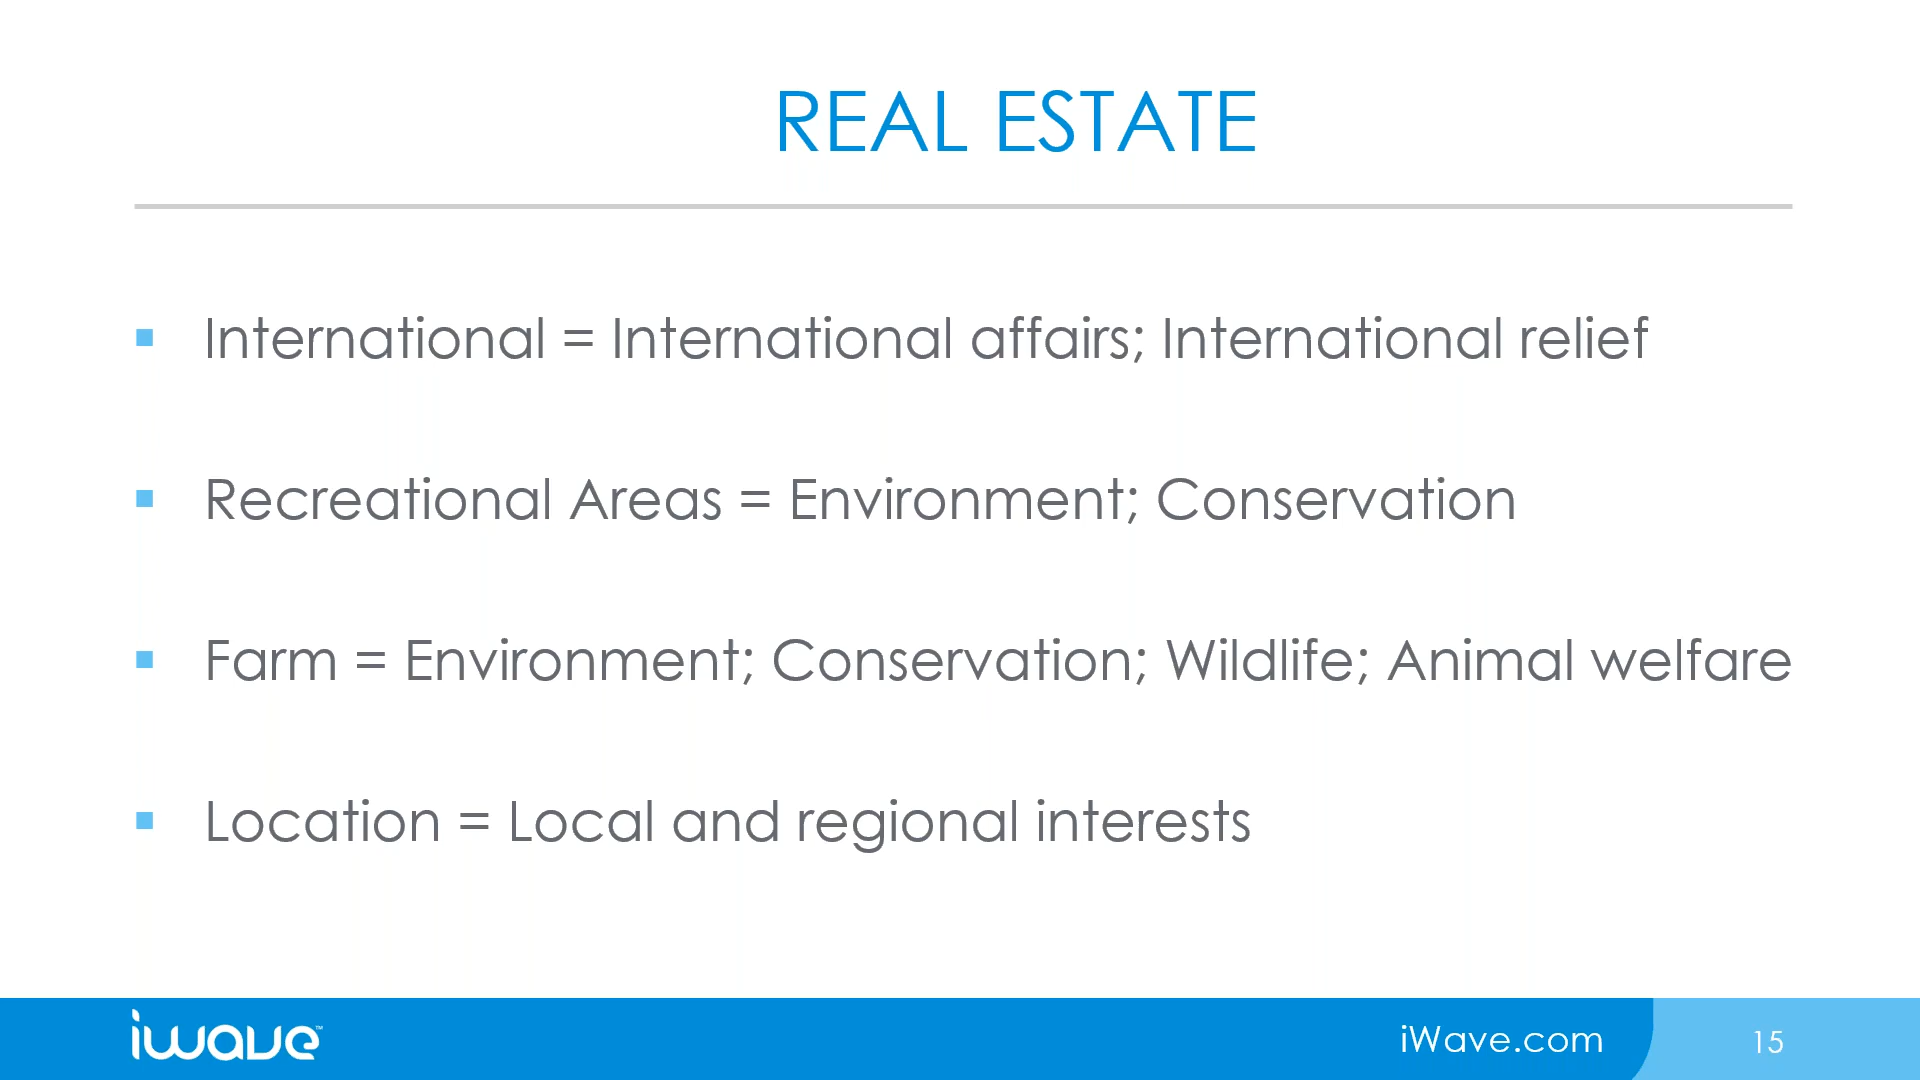 REAL ESTATE
▪ International = International affairs; International relief
▪ Recreational Areas = Environment; Conservation
▪ Farm = Environment; Conservation; Wildlife; Animal welfare
▪ Location = Local and regional interests
iwave™
iWave.com
15